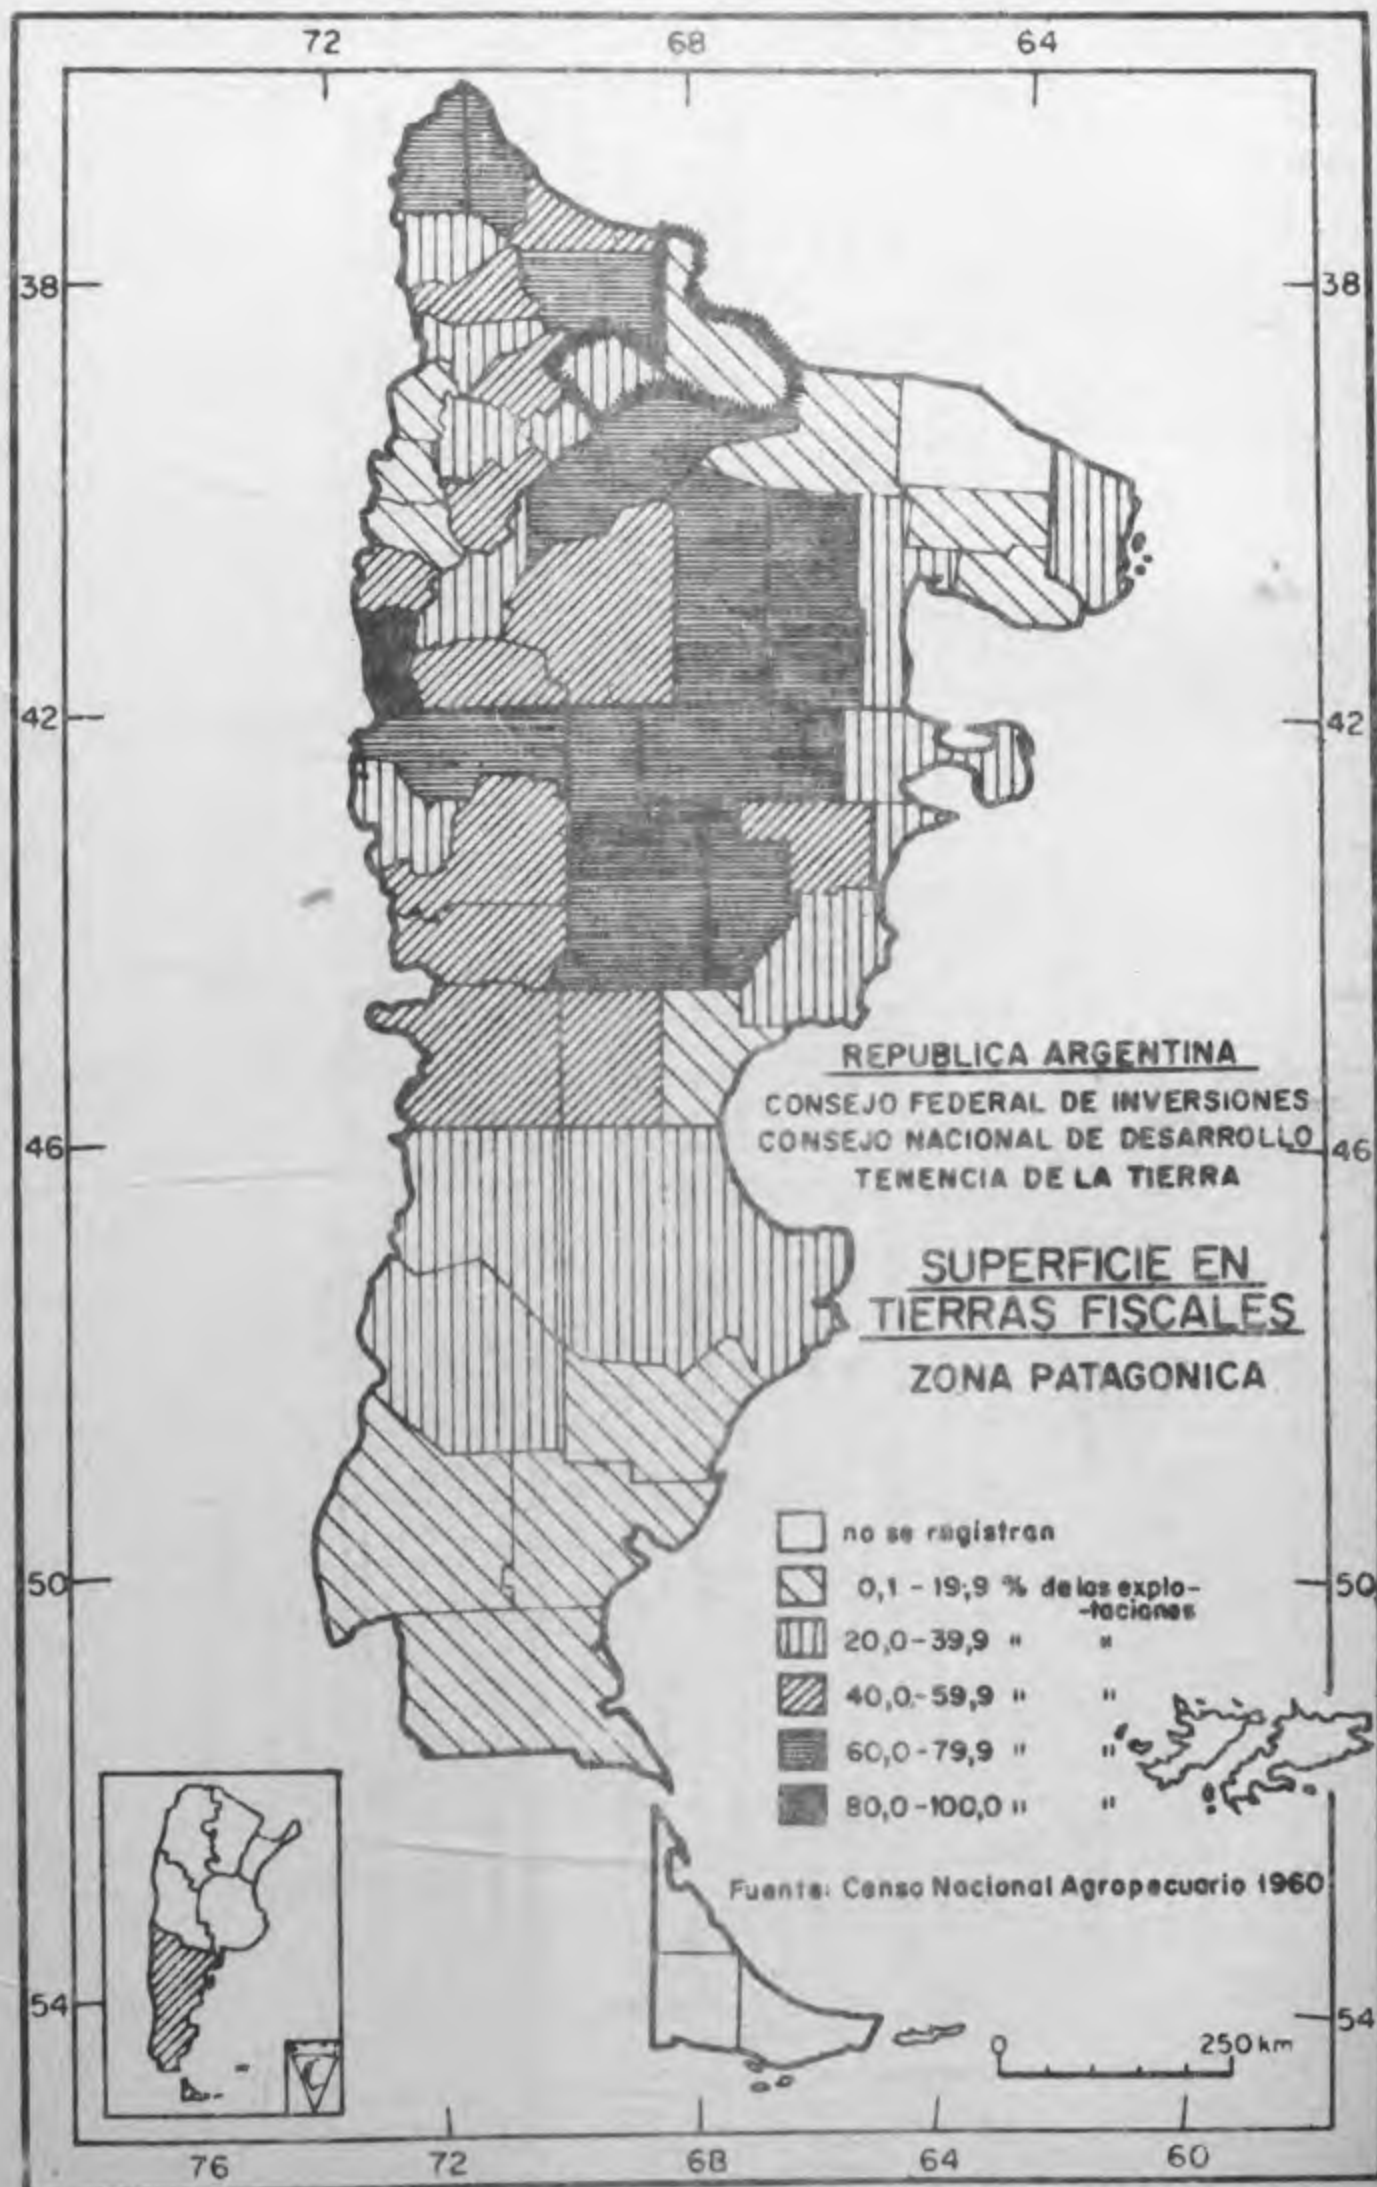 72 68 64
38 38
42 42
REPUBLICA ARGENTINA
CONSEJO FEDERAL DE INVERSIONES
CONSEJO NACIONAL DE DESARROLLO
46 46
TENENCIA DE LA TIERRA
SUPERFICIE EN
TIERRAS FISCALES
ZONA PATAGONICA
no se registran
50 0,1 - 19,9 % de las explo- 50
-taciones
20,0-39,9 " "
40,0-59,9 " "
60,0-79,9 " "
80,0-100,0 " "
Fuente: Censo Nacional Agropecuario 1960
54 54
0 250 km
C
76 72 68 64 60